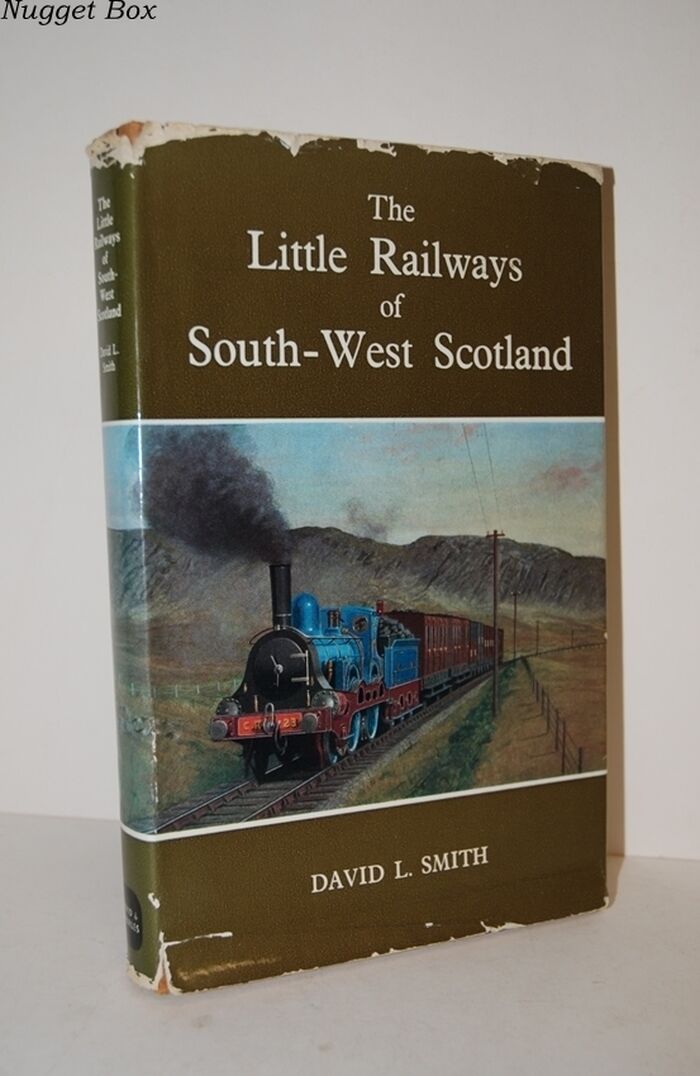 Nugget Box
The
Little Railways
of
South-West Scotland
DAVID L. SMITH
The
Little
Railways
of
South-
West
Scotland
David L.
Smith